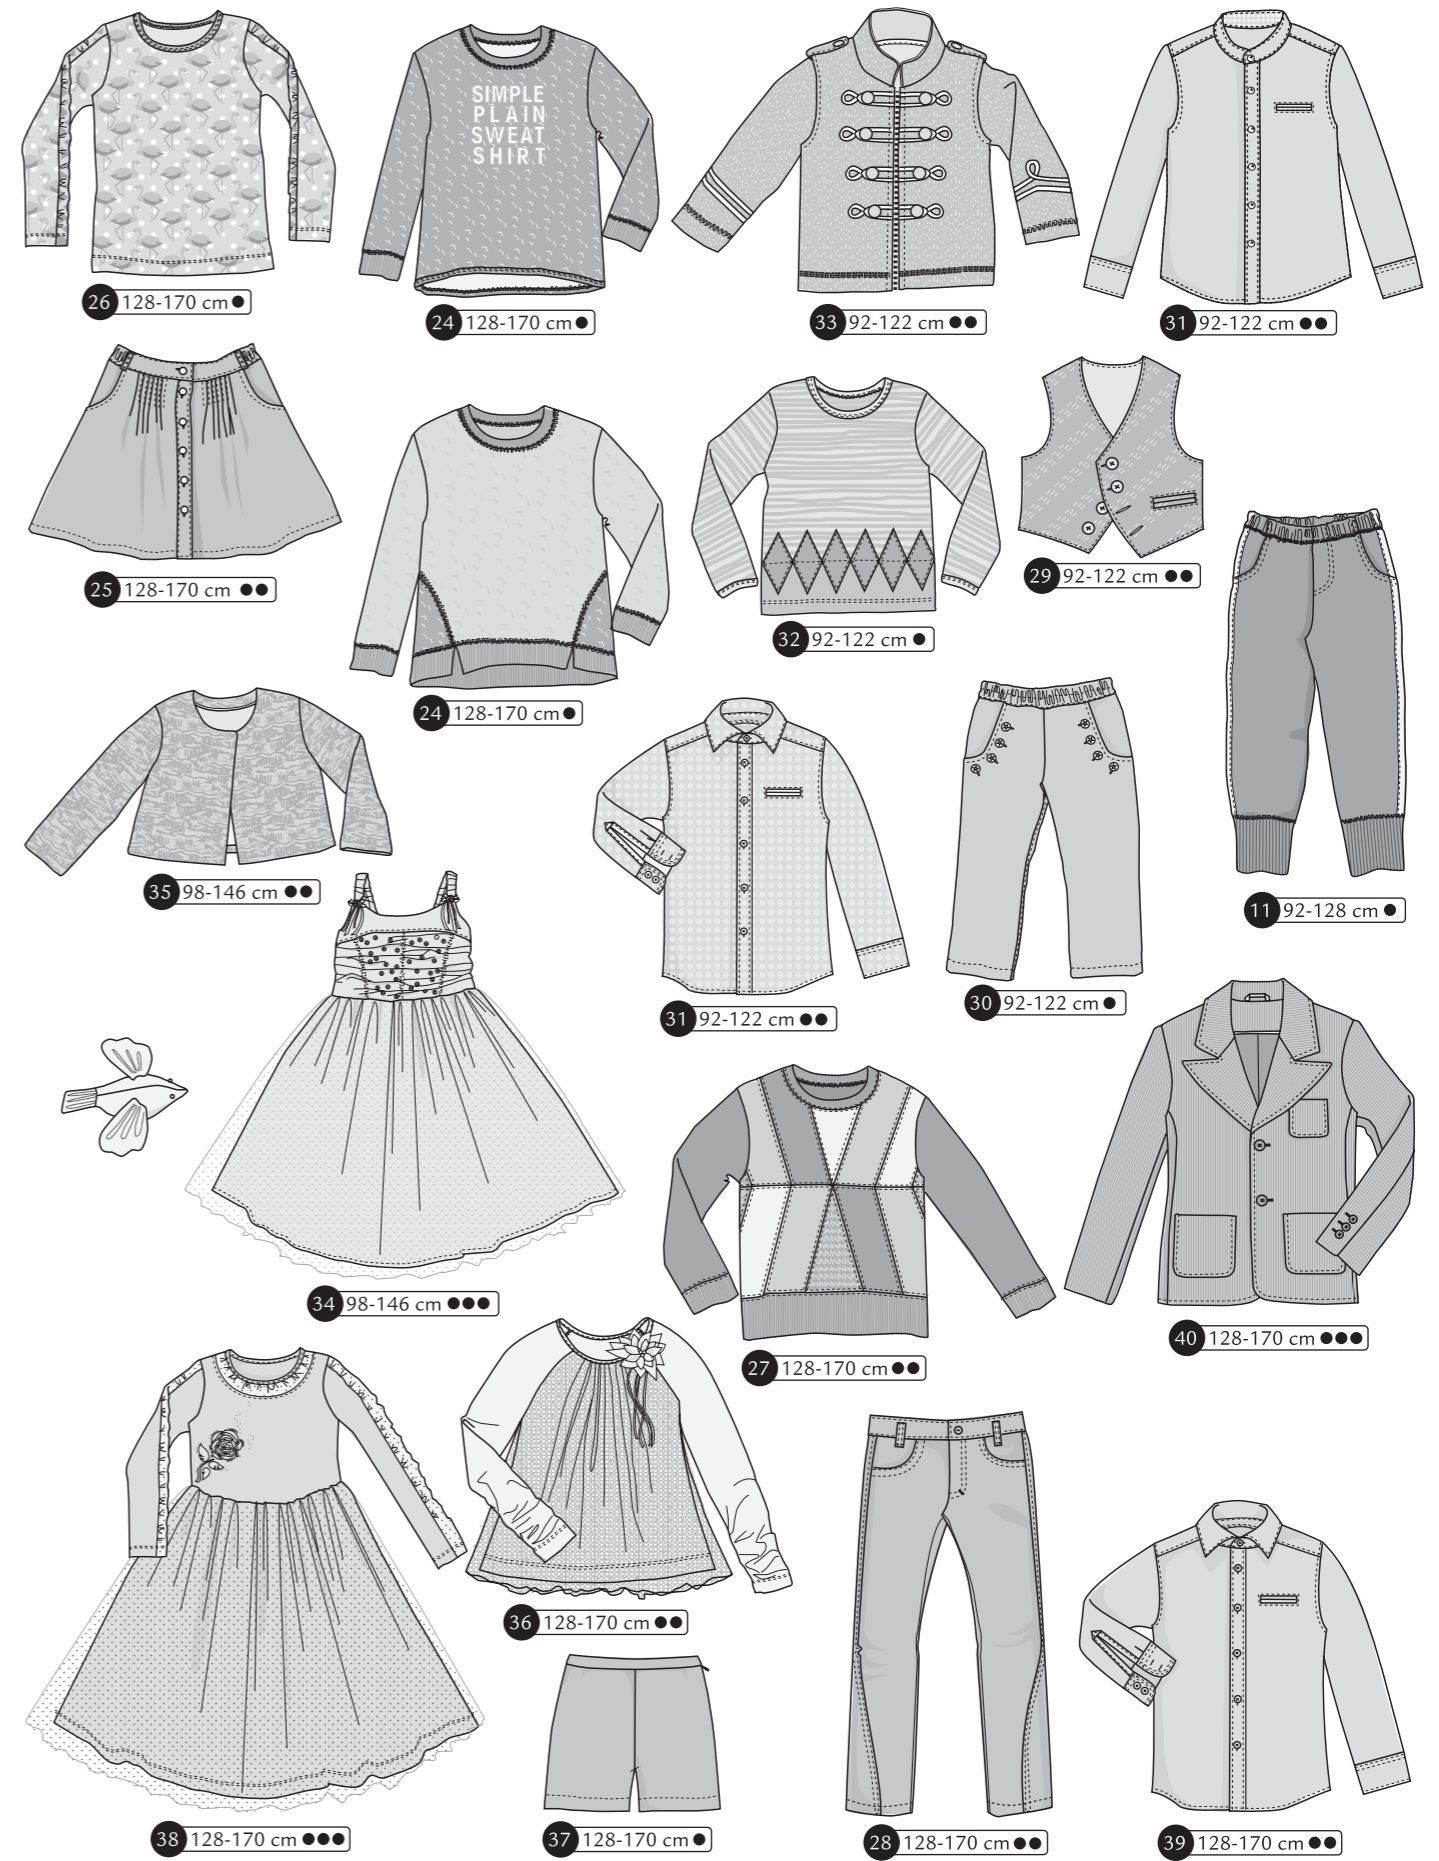 SIMPLE
PLAIN
SWEAT
SHIRT
26 128-170 cm ●
24 128-170 cm ●
33 92-122 cm ●●
31 92-122 cm ●●
25 128-170 cm ●●
24 128-170 cm ●
32 92-122 cm ●
29 92-122 cm ●●
35 98-146 cm ●●
31 92-122 cm ●●
30 92-122 cm ●
11 92-128 cm ●
34 98-146 cm ●●●
27 128-170 cm ●●
40 128-170 cm ●●●
36 128-170 cm ●●
38 128-170 cm ●●●
37 128-170 cm ●
28 128-170 cm ●●
39 128-170 cm ●●